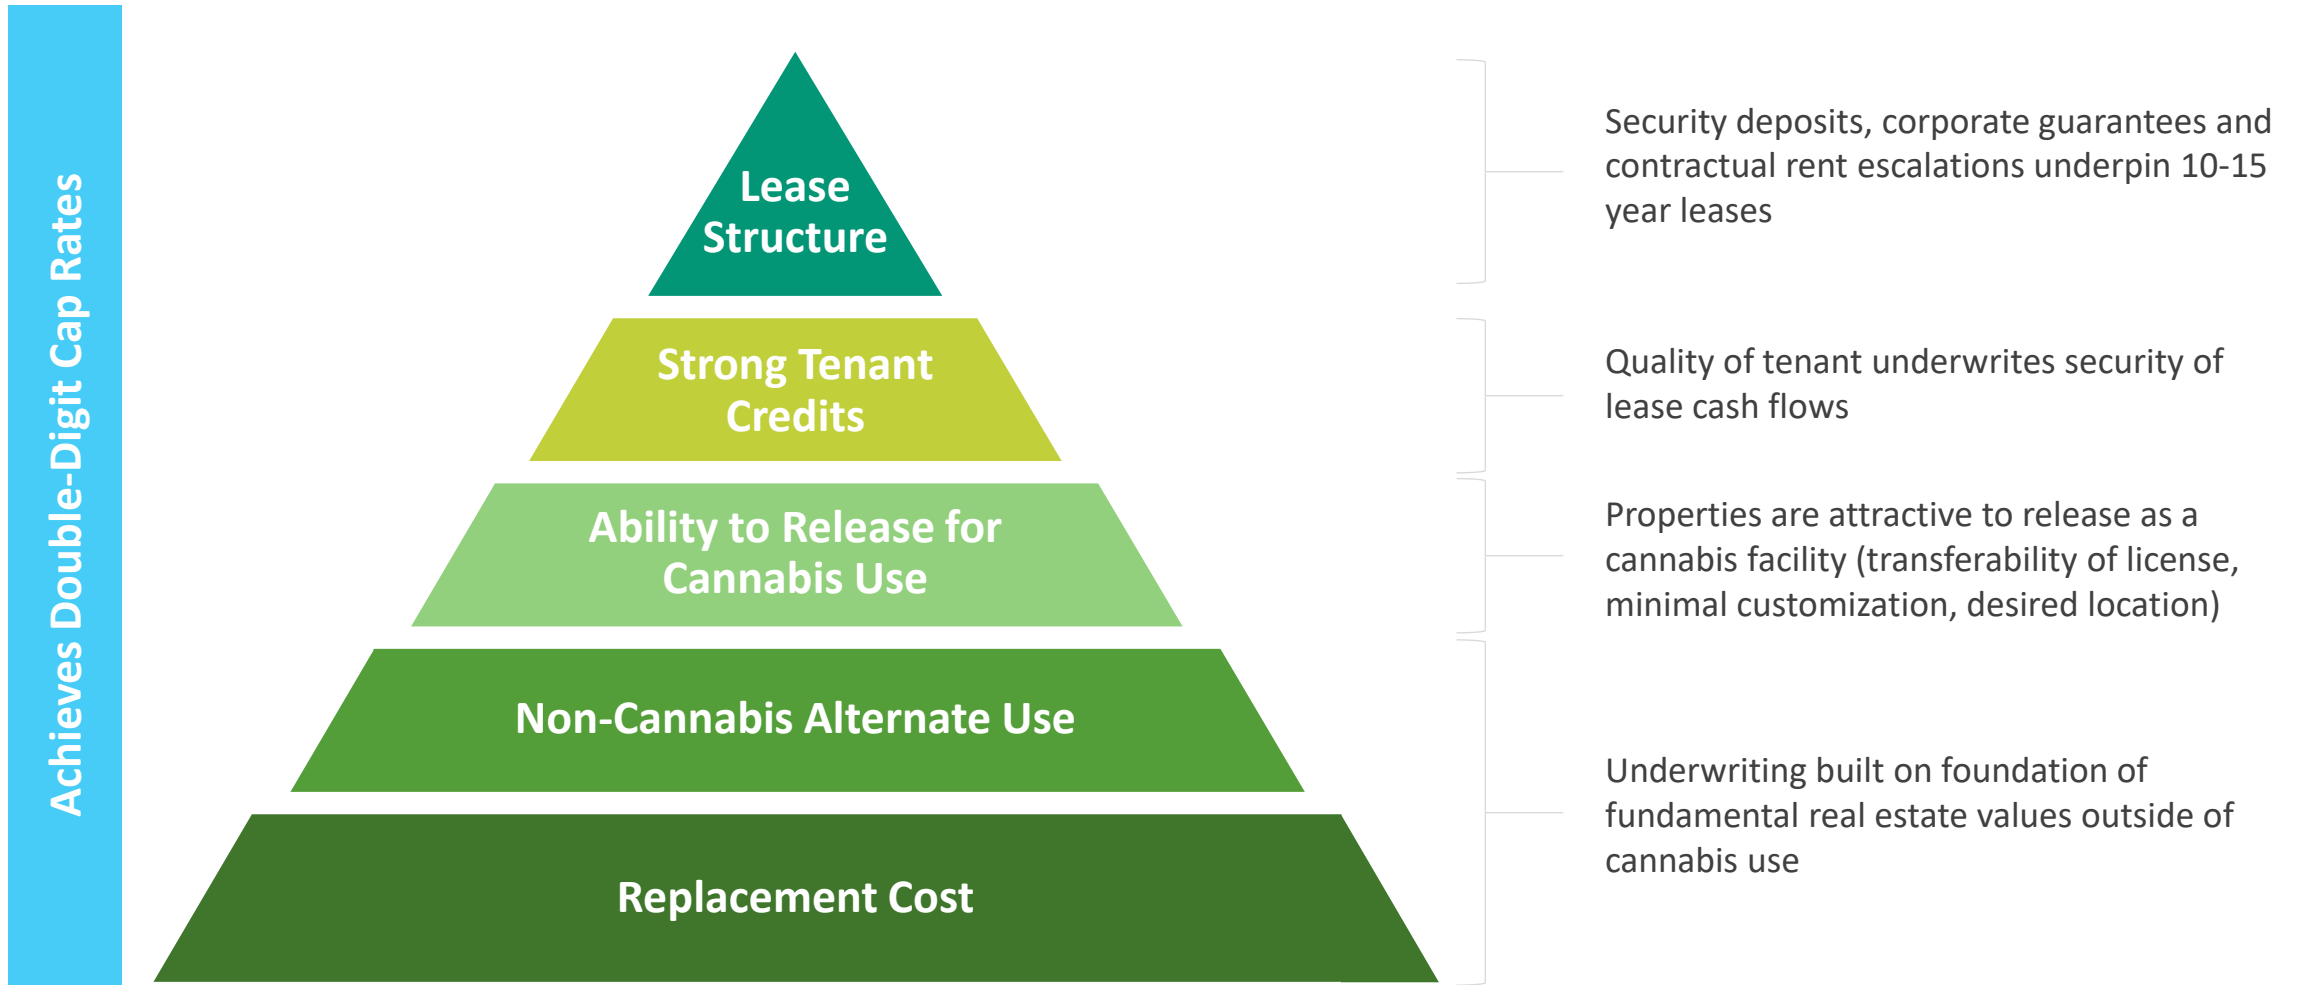 Achieves Double-Digit Cap Rates
Lease
Structure
Security deposits, corporate guarantees and
contractual rent escalations underpin 10-15
year leases
Strong Tenant
Credits
Quality of tenant underwrites security of
lease cash flows
Ability to Release for
Cannabis Use
Properties are attractive to release as a
cannabis facility (transferability of license,
minimal customization, desired location)
Non-Cannabis Alternate Use
Replacement Cost
Underwriting built on foundation of
fundamental real estate values outside of
cannabis use